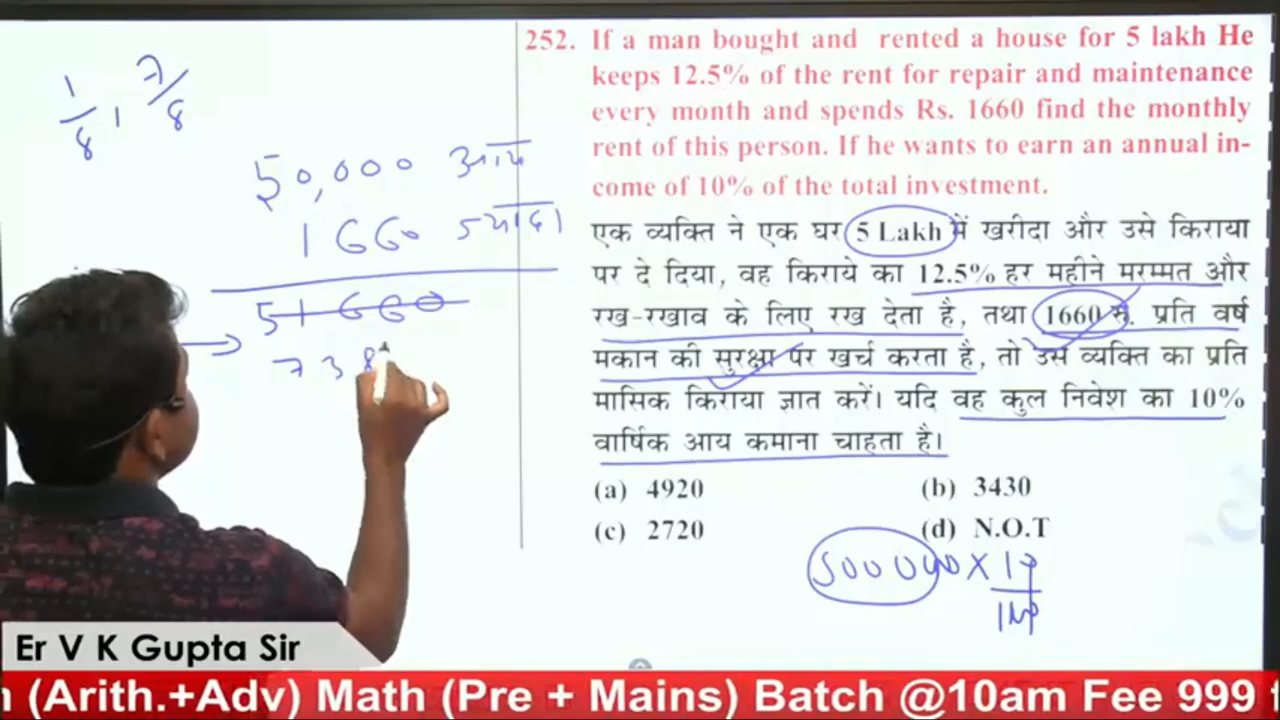 1/8, 7/8
50,000 आय
1660 ज्यादा
51660
738
252. If a man bought and rented a house for 5 lakh He
keeps 12.5% of the rent for repair and maintenance
every month and spends Rs. 1660 find the monthly
rent of this person. If he wants to earn an annual in-
come of 10% of the total investment.
एक व्यक्ति ने एक घर 5 Lakh में खरीदा और उसे किराया
पर दे दिया, वह किराये का 12.5% हर महीने मरम्मत और
रख-रखाव के लिए रख देता है, तथा 1660 रु. प्रति वर्ष
मकान की सुरक्षा पर खर्च करता है, तो उस व्यक्ति का प्रति
मासिक किराया ज्ञात करें। यदि वह कुल निवेश का 10%
वार्षिक आय कमाना चाहता है।
(a) 4920 (b) 3430
(c) 2720 (d) N.O.T
500000 × 10/100
Er V K Gupta Sir
(Arith.+Adv) Math (Pre + Mains) Batch @10am Fee 999